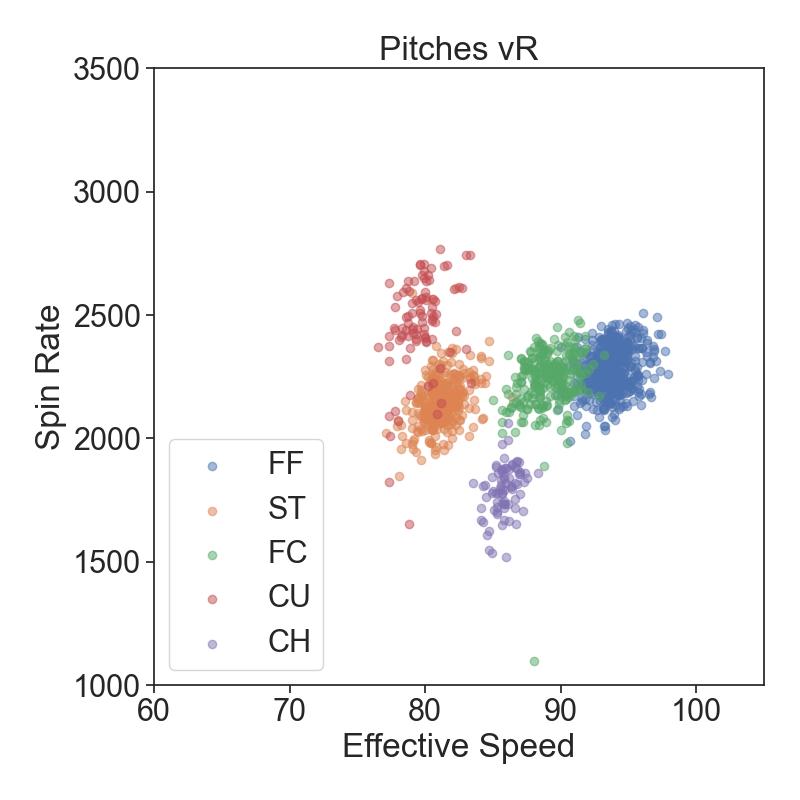 Pitches vR
3500
3000
2500
2000
1500
1000
Spin Rate
FF
ST
FC
CU
CH
60 70 80 90 100
Effective Speed